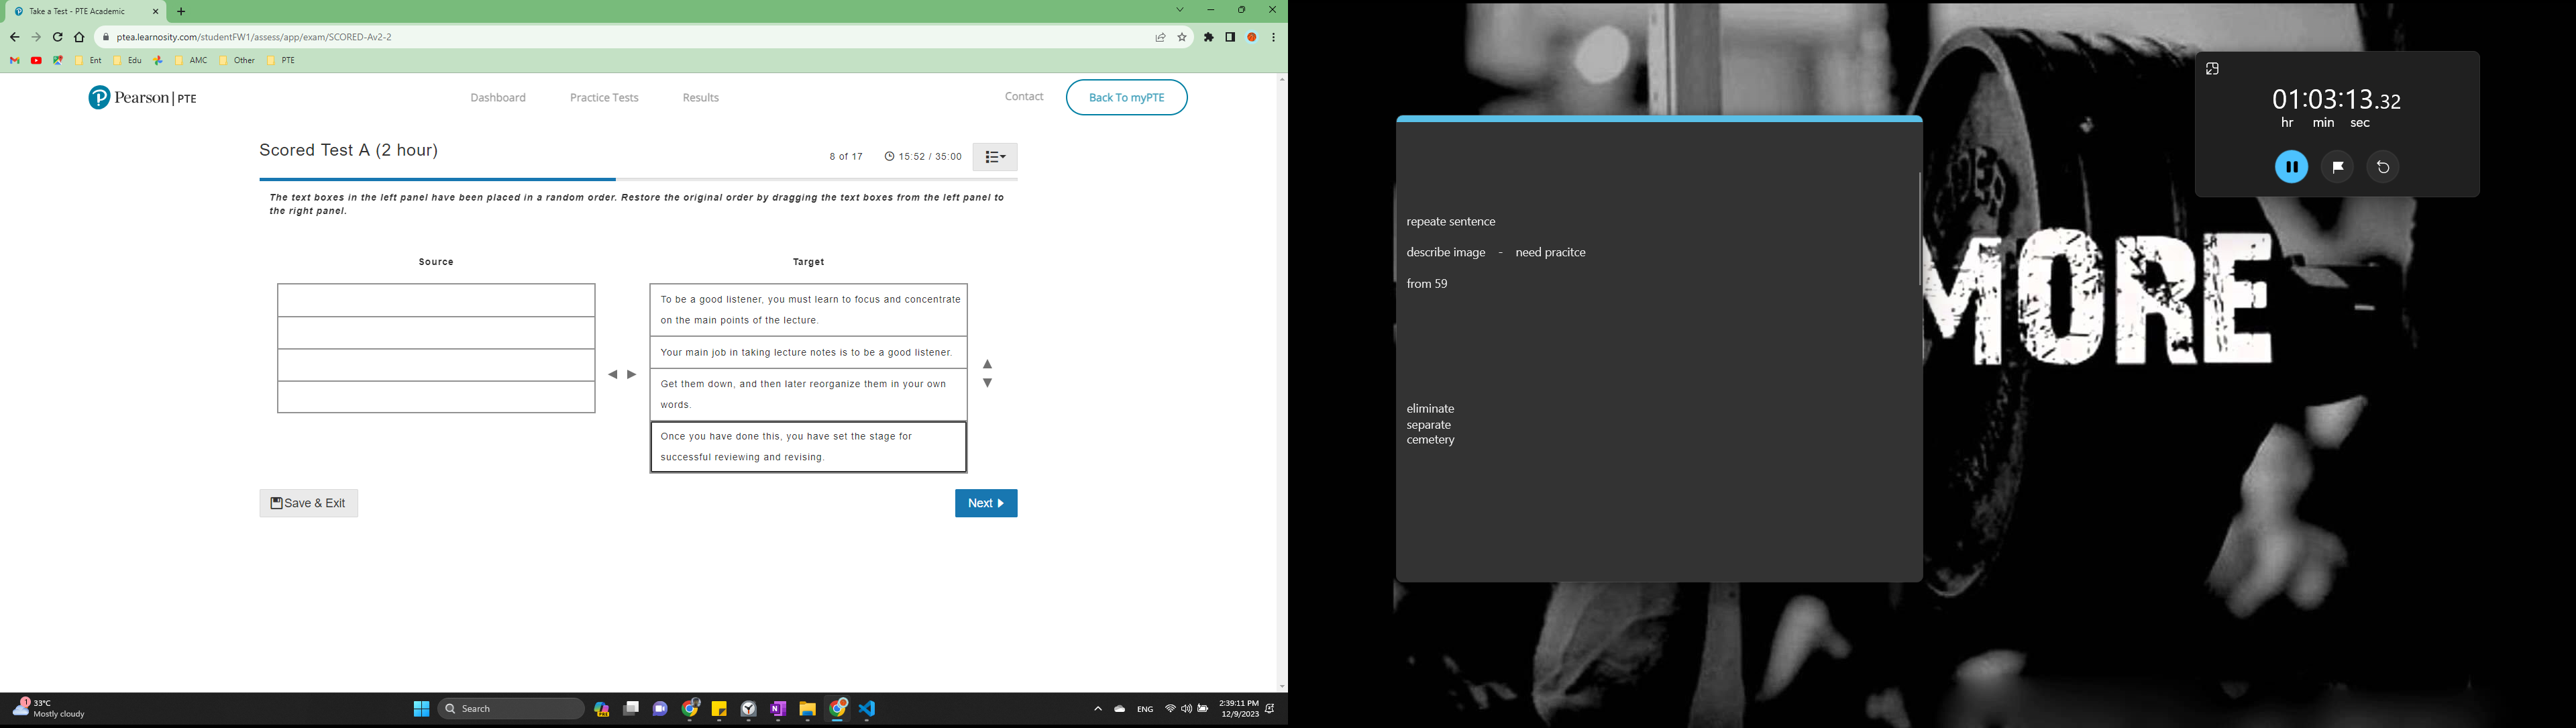 Take a Test - PTE Academic
ptea.learnosity.com/studentFW1/assess/app/exam/SCORED-Av2-2
Ent Edu AMC Other PTE
Pearson | PTE
Dashboard Practice Tests Results
Contact
Back To myPTE
Scored Test A (2 hour)
8 of 17
15:52 / 35:00
The text boxes in the left panel have been placed in a random order. Restore the original order by dragging the text boxes from the left panel to
the right panel.
Source
Target
To be a good listener, you must learn to focus and concentrate
on the main points of the lecture.
Your main job in taking lecture notes is to be a good listener.
Get them down, and then later reorganize them in your own
words.
Once you have done this, you have set the stage for
successful reviewing and revising.
Save & Exit
Next
33°C
Mostly cloudy
Search
ENG
2:39:11 PM
12/9/2023
repeate sentence
describe image - need pracitce
from 59
eliminate
separate
cemetery
01:03:13.32
hr min sec
MORE